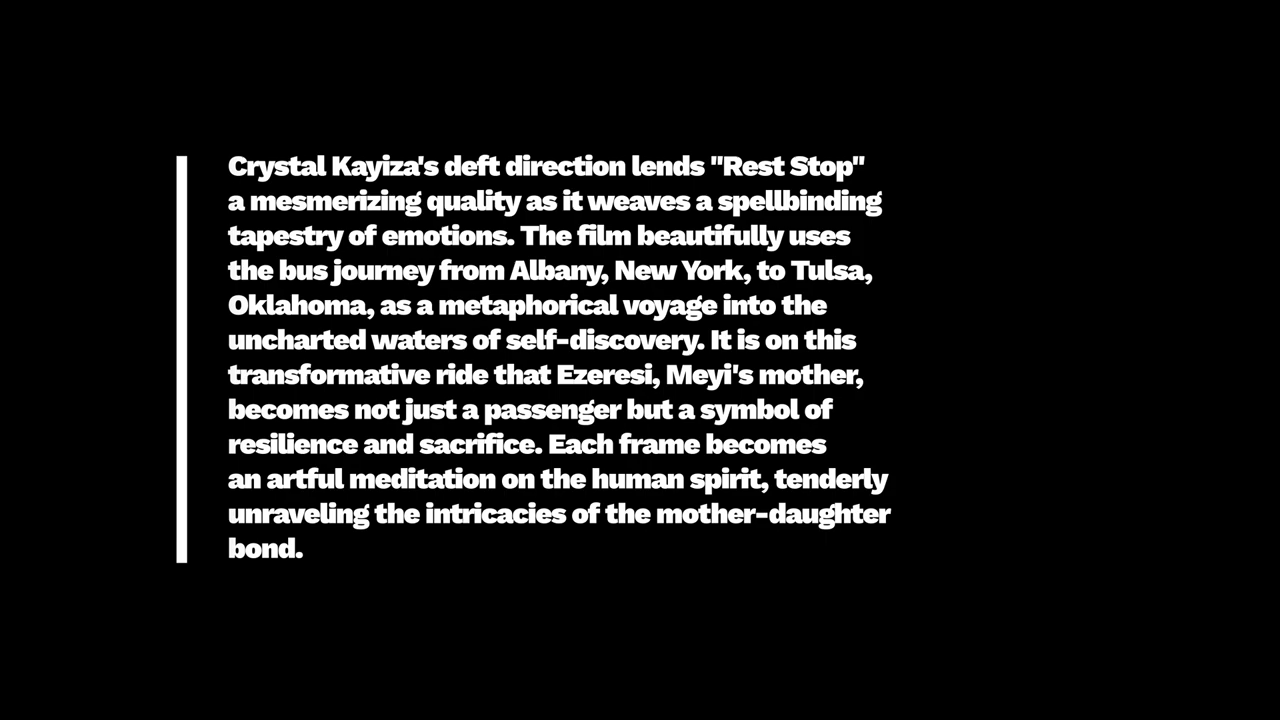 Crystal Kayiza's deft direction lends "Rest Stop"
a mesmerizing quality as it weaves a spellbinding
tapestry of emotions. The film beautifully uses
the bus journey from Albany, New York, to Tulsa,
Oklahoma, as a metaphorical voyage into the
uncharted waters of self-discovery. It is on this
transformative ride that Ezeresi, Meyi's mother,
becomes not just a passenger but a symbol of
resilience and sacrifice. Each frame becomes
an artful meditation on the human spirit, tenderly
unraveling the intricacies of the mother-daughter
bond.